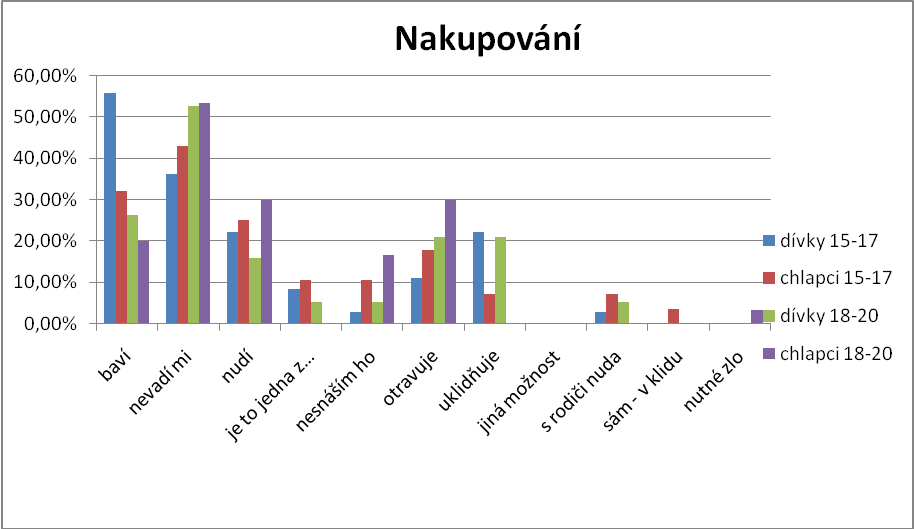 Nakupování
60,00%
50,00%
40,00%
30,00%
20,00%
10,00%
0,00%
baví
nevadí mi
nudí
je to jedna z...
nesnáším ho
otravuje
uklidňuje
jiná možnost
s rodiči nuda
sám - v klidu
nutné zlo
dívky 15-17
chlapci 15-17
dívky 18-20
chlapci 18-20